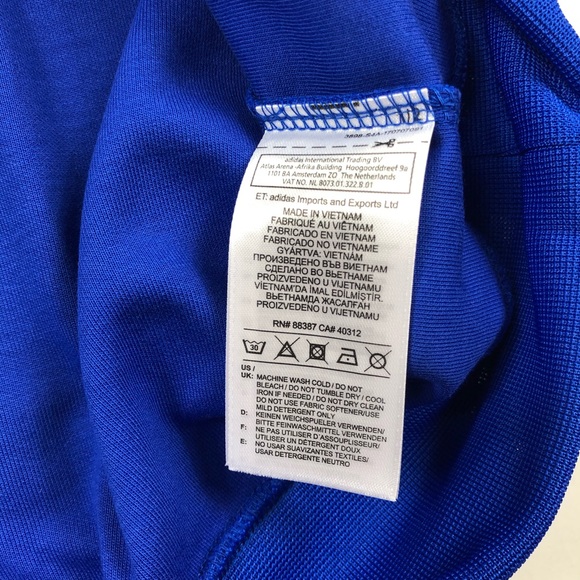 adidas International Trading BV
Atlas Arena -Afrika Building Hoogoorddreef 9a
1101 BA Amsterdam ZO The Netherlands
VAT NO. NL 8073.01.322.B.01
ET: adidas Imports and Exports Ltd
MADE IN VIETNAM
FABRIQUÉ AU VIÊTNAM
FABRICADO EN VIETNAM
FABRICADO NO VIETNAME
GYÁRTVA: VIETNÁM
ПРОИЗВЕДЕНО ВЪВ ВИЕТНАМ
СДЕЛАНО ВО ВЬЕТНАМЕ
PROIZVEDENO U VIJETNAMU
VİETNAM'DA İMAL EDİLMİŞTİR.
ВЬЕТНАМДА ЖАСАЛҒАН
PROIZVEDENO U VIJETNAMU
RN# 88387 CA# 40312
30
US /
UK: MACHINE WASH COLD / DO NOT
BLEACH / DO NOT TUMBLE DRY / COOL
IRON IF NEEDED / DO NOT DRY CLEAN
DO NOT USE FABRIC SOFTENER/USE
MILD DETERGENT ONLY
D: KEINEN WEICHSPUELER VERWENDEN/
BITTE FEINWASCHMITTEL VERWENDEN
F: NE PAS UTILISER D'ASSOUPLISSEUR/
UTILISER UN DÉTERGENT DOUX
E: NO USAR SUAVIZANTES TEXTILES/
USAR DETERGENTE NEUTRO